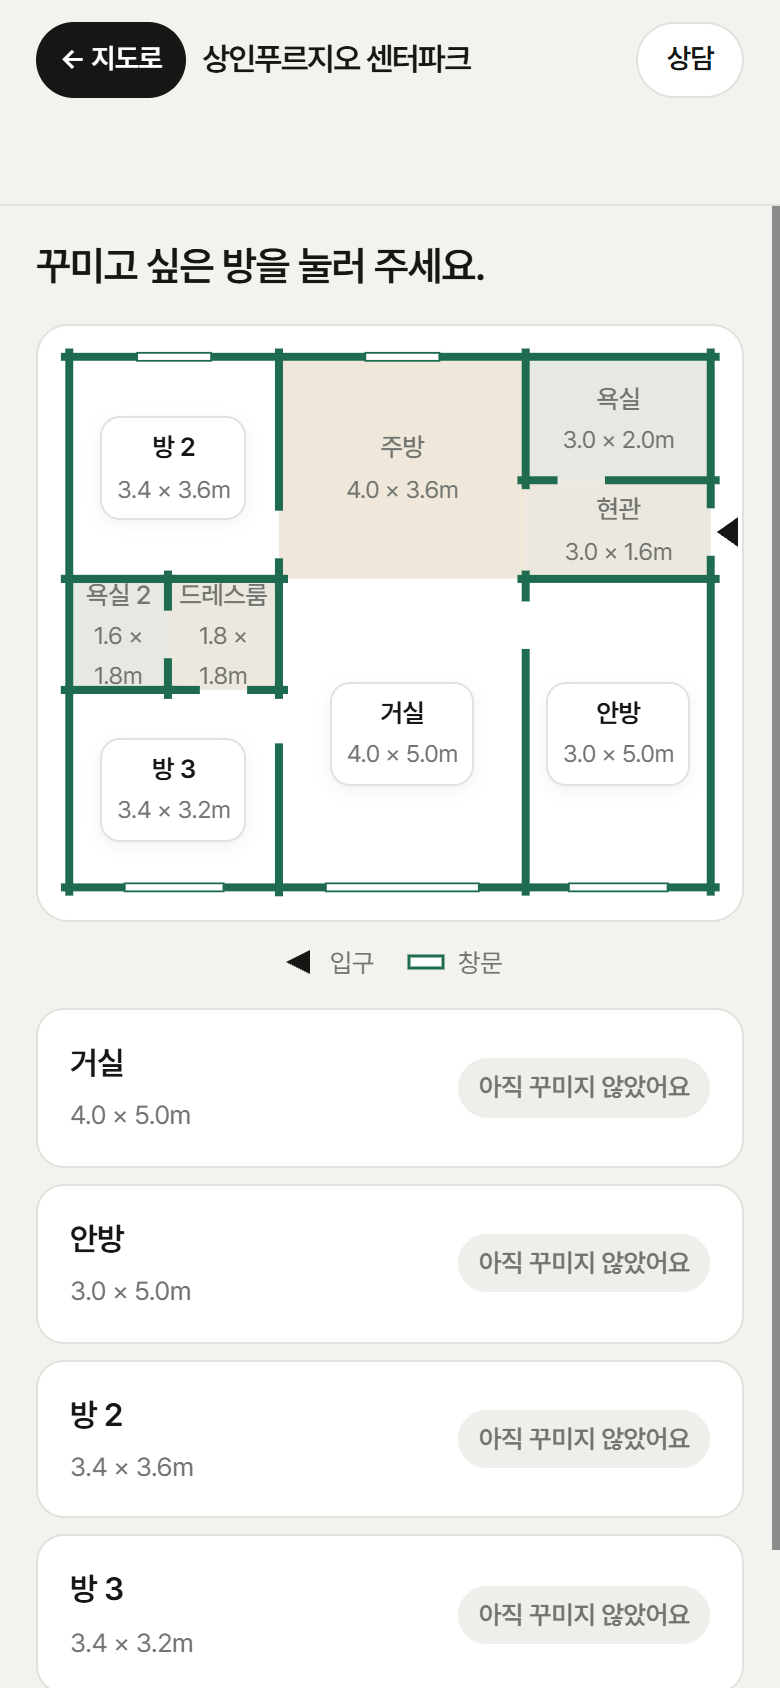 ← 지도로
상인푸르지오 센터파크
상담
꾸미고 싶은 방을 눌러 주세요.
방 2
3.4 × 3.6m
주방
4.0 × 3.6m
욕실
3.0 × 2.0m
현관
3.0 × 1.6m
욕실 2
1.6 ×
1.8m
드레스룸
1.8 ×
1.8m
거실
4.0 × 5.0m
안방
3.0 × 5.0m
방 3
3.4 × 3.2m
입구
창문
거실
4.0 × 5.0m
아직 꾸미지 않았어요
안방
3.0 × 5.0m
아직 꾸미지 않았어요
방 2
3.4 × 3.6m
아직 꾸미지 않았어요
방 3
3.4 × 3.2m
아직 꾸미지 않았어요